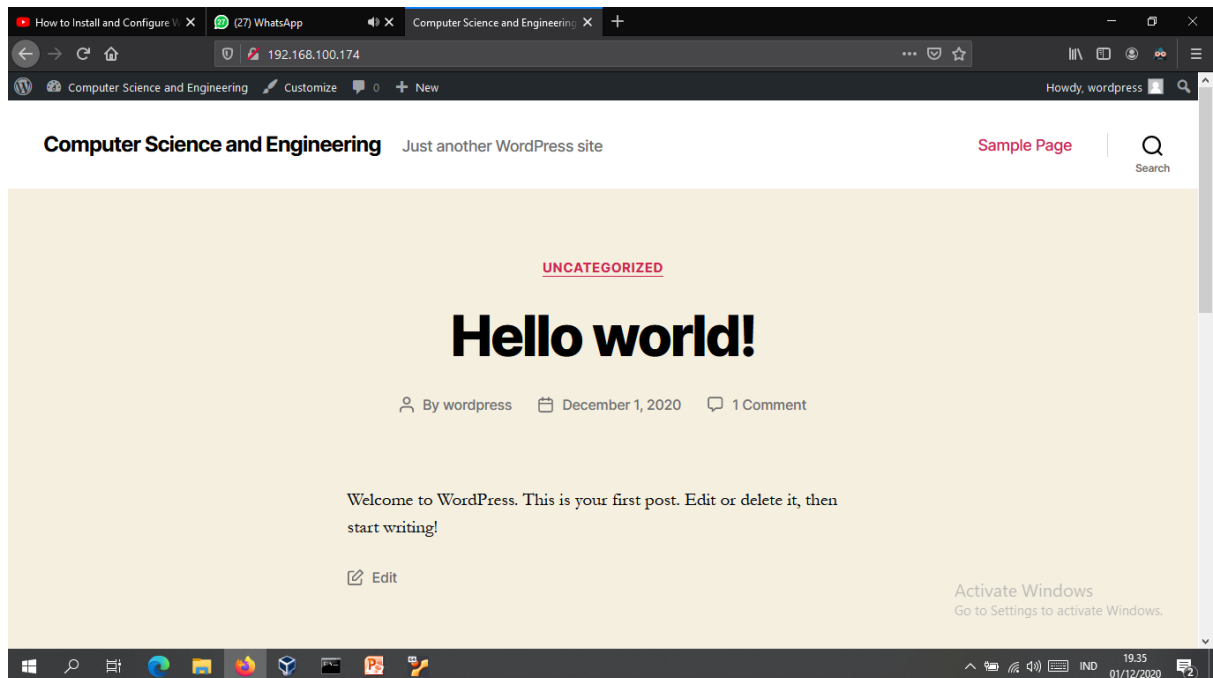 How to Install and Configure W
(27) WhatsApp
Computer Science and Engineering
192.168.100.174
Computer Science and Engineering Customize 0 New Howdy, wordpress
Computer Science and Engineering Just another WordPress site Sample Page
Search
UNCATEGORIZED
Hello world!
By wordpress December 1, 2020 1 Comment
Welcome to WordPress. This is your first post. Edit or delete it, then
start writing!
Edit
Activate Windows
Go to Settings to activate Windows.
IND 19.35
01/12/2020
2